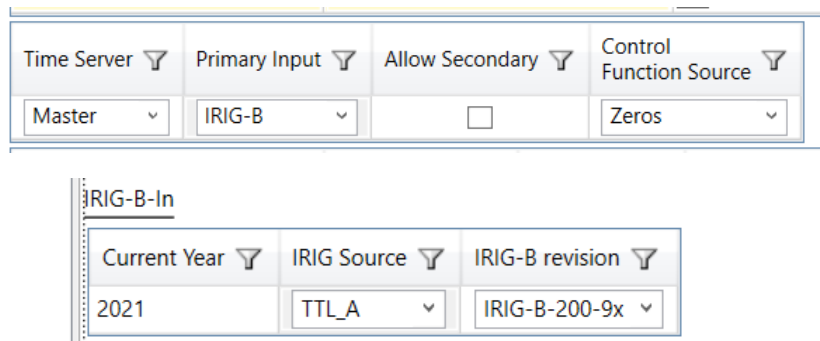 Time Server Primary Input Allow Secondary Control Function Source
Master IRIG-B Zeros
IRIG-B-In
Current Year IRIG Source IRIG-B revision
2021 TTL_A IRIG-B-200-9x